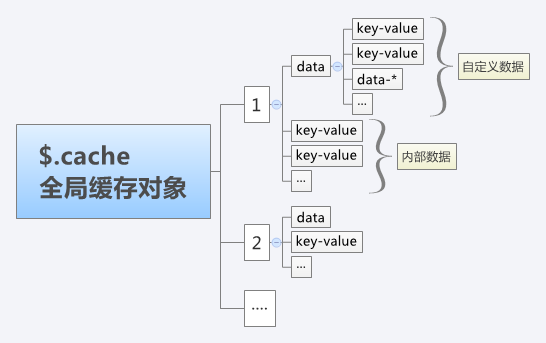 $.cache
全局缓存对象
1
data
key-value
key-value
data-*
...
自定义数据
key-value
key-value
...
内部数据
2
data
key-value
...
....